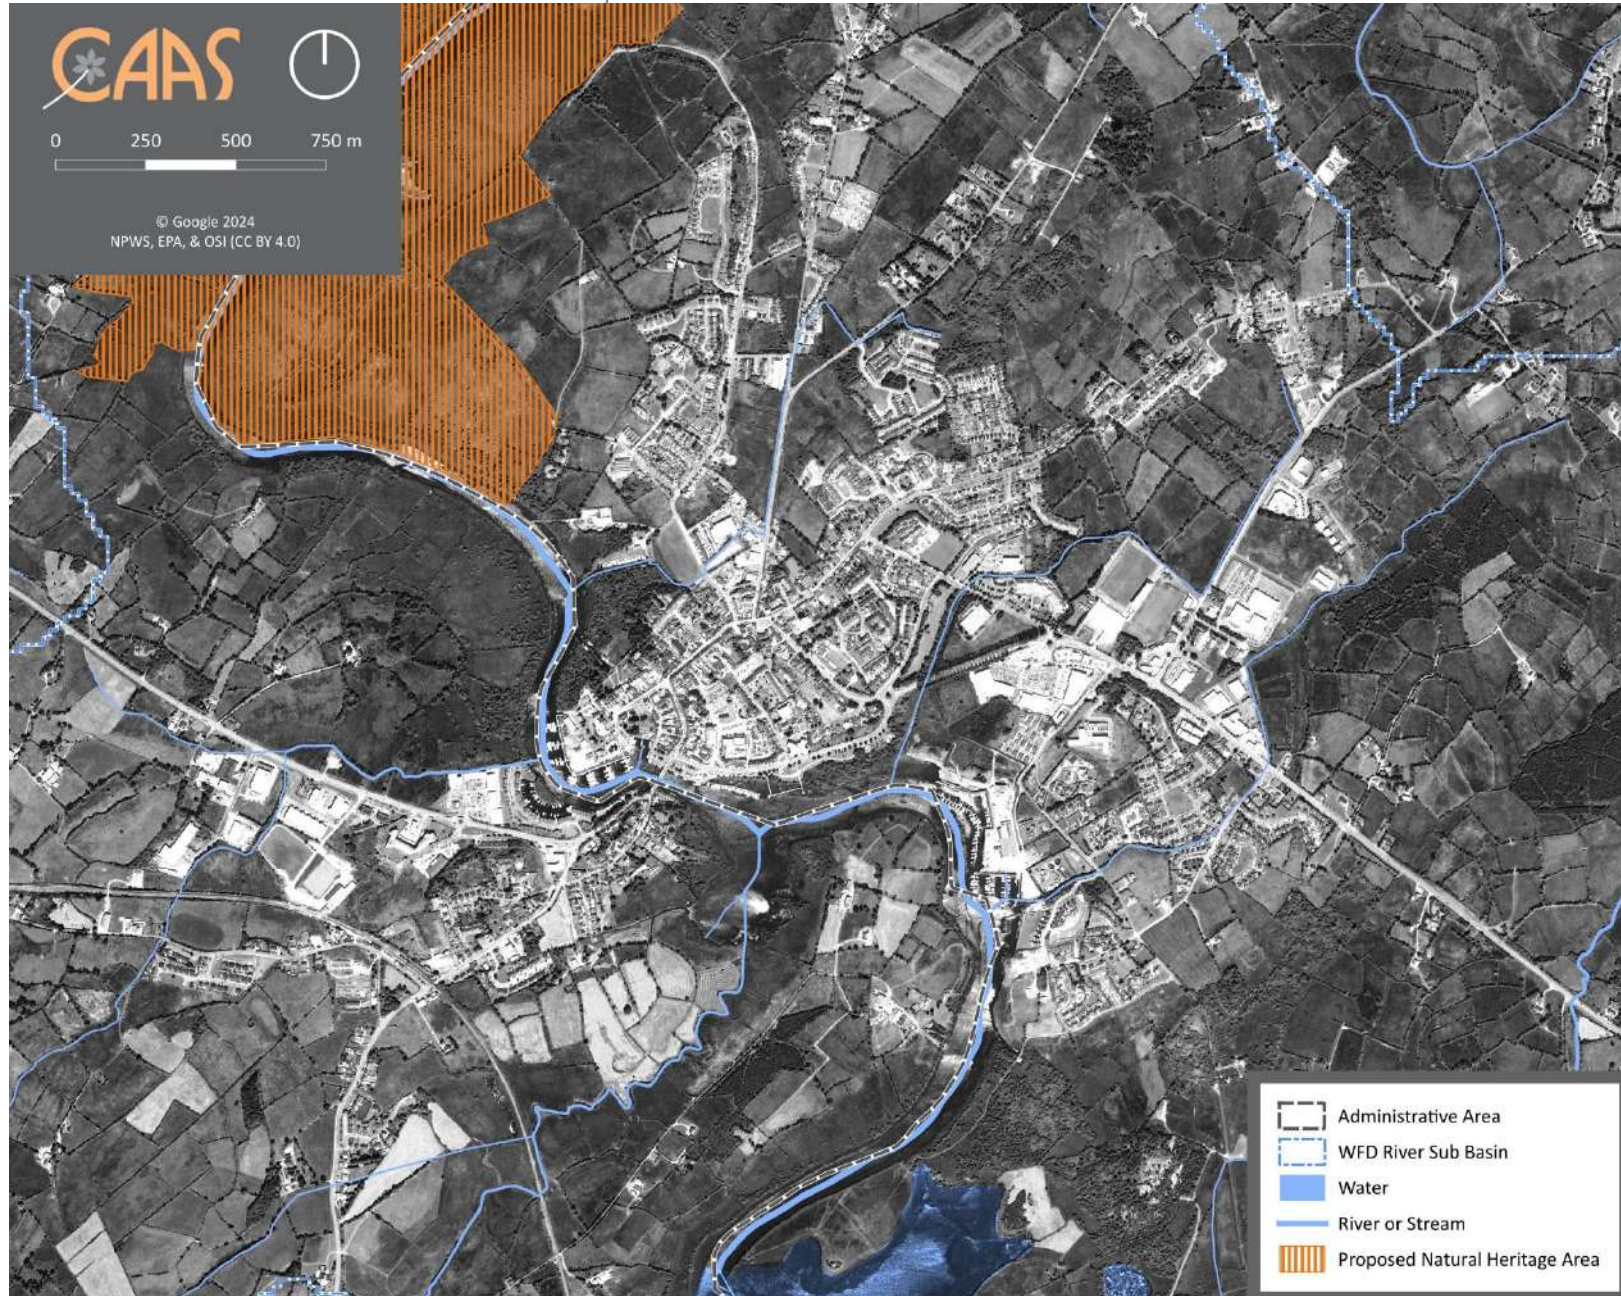 CAAS
0 250 500 750 m
© Google 2024
NPWS, EPA, & OSI (CC BY 4.0)
Administrative Area
WFD River Sub Basin
Water
River or Stream
Proposed Natural Heritage Area